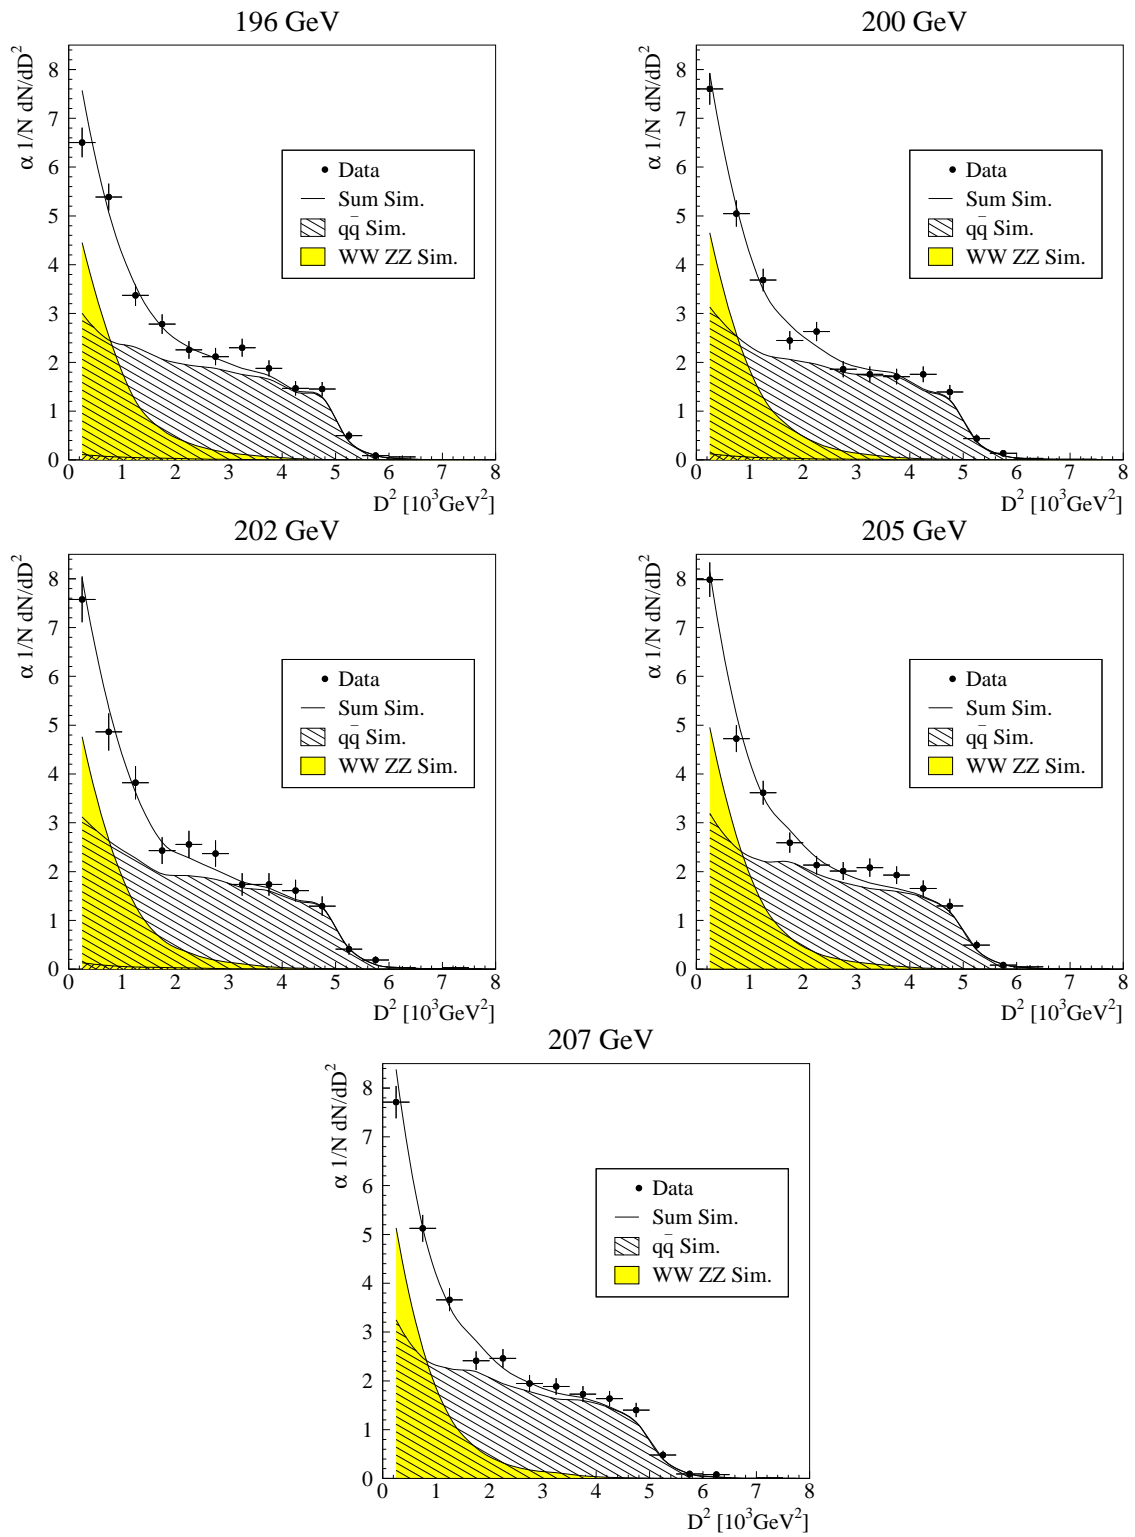 196 GeV
α 1/N dN/dD²
8
7
6
5
4
3
2
1
0
Data
Sum Sim.
qq̄ Sim.
WW ZZ Sim.
0 1 2 3 4 5 6 8
D² [10³GeV²]
200 GeV
α 1/N dN/dD²
8
7
6
5
4
3
2
1
0
Data
Sum Sim.
qq̄ Sim.
WW ZZ Sim.
0 1 2 3 4 5 6 8
D² [10³GeV²]
202 GeV
α 1/N dN/dD²
8
7
6
5
4
3
2
1
0
Data
Sum Sim.
qq̄ Sim.
WW ZZ Sim.
0 1 2 3 4 5 6 8
D² [10³GeV²]
205 GeV
α 1/N dN/dD²
8
7
6
5
4
3
2
1
0
Data
Sum Sim.
qq̄ Sim.
WW ZZ Sim.
0 1 2 3 4 5 6 8
D² [10³GeV²]
207 GeV
α 1/N dN/dD²
8
7
6
5
4
3
2
1
0
Data
Sum Sim.
qq̄ Sim.
WW ZZ Sim.
0 1 2 3 4 5 6 8
D² [10³GeV²]